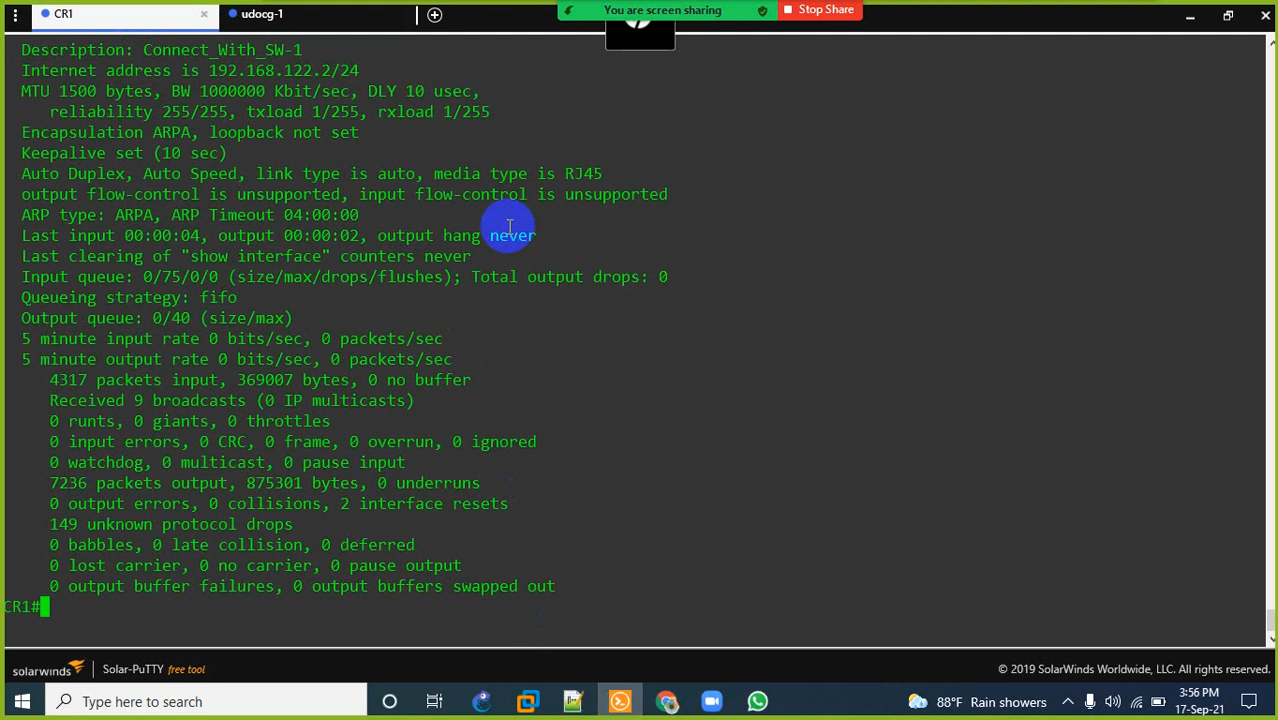 CR1
udocg-1
You are screen sharing
Stop Share
Description: Connect_With_SW-1
Internet address is 192.168.122.2/24
MTU 1500 bytes, BW 1000000 Kbit/sec, DLY 10 usec,
reliability 255/255, txload 1/255, rxload 1/255
Encapsulation ARPA, loopback not set
Keepalive set (10 sec)
Auto Duplex, Auto Speed, link type is auto, media type is RJ45
output flow-control is unsupported, input flow-control is unsupported
ARP type: ARPA, ARP Timeout 04:00:00
Last input 00:00:04, output 00:00:02, output hang never
Last clearing of "show interface" counters never
Input queue: 0/75/0/0 (size/max/drops/flushes); Total output drops: 0
Queueing strategy: fifo
Output queue: 0/40 (size/max)
5 minute input rate 0 bits/sec, 0 packets/sec
5 minute output rate 0 bits/sec, 0 packets/sec
4317 packets input, 369007 bytes, 0 no buffer
Received 9 broadcasts (0 IP multicasts)
0 runts, 0 giants, 0 throttles
0 input errors, 0 CRC, 0 frame, 0 overrun, 0 ignored
0 watchdog, 0 multicast, 0 pause input
7236 packets output, 875301 bytes, 0 underruns
0 output errors, 0 collisions, 2 interface resets
149 unknown protocol drops
0 babbles, 0 late collision, 0 deferred
0 lost carrier, 0 no carrier, 0 pause output
0 output buffer failures, 0 output buffers swapped out
CR1#
solarwinds
Solar-PuTTY free tool
© 2019 SolarWinds Worldwide, LLC. All rights reserved.
Type here to search
88°F Rain showers
3:56 PM
17-Sep-21